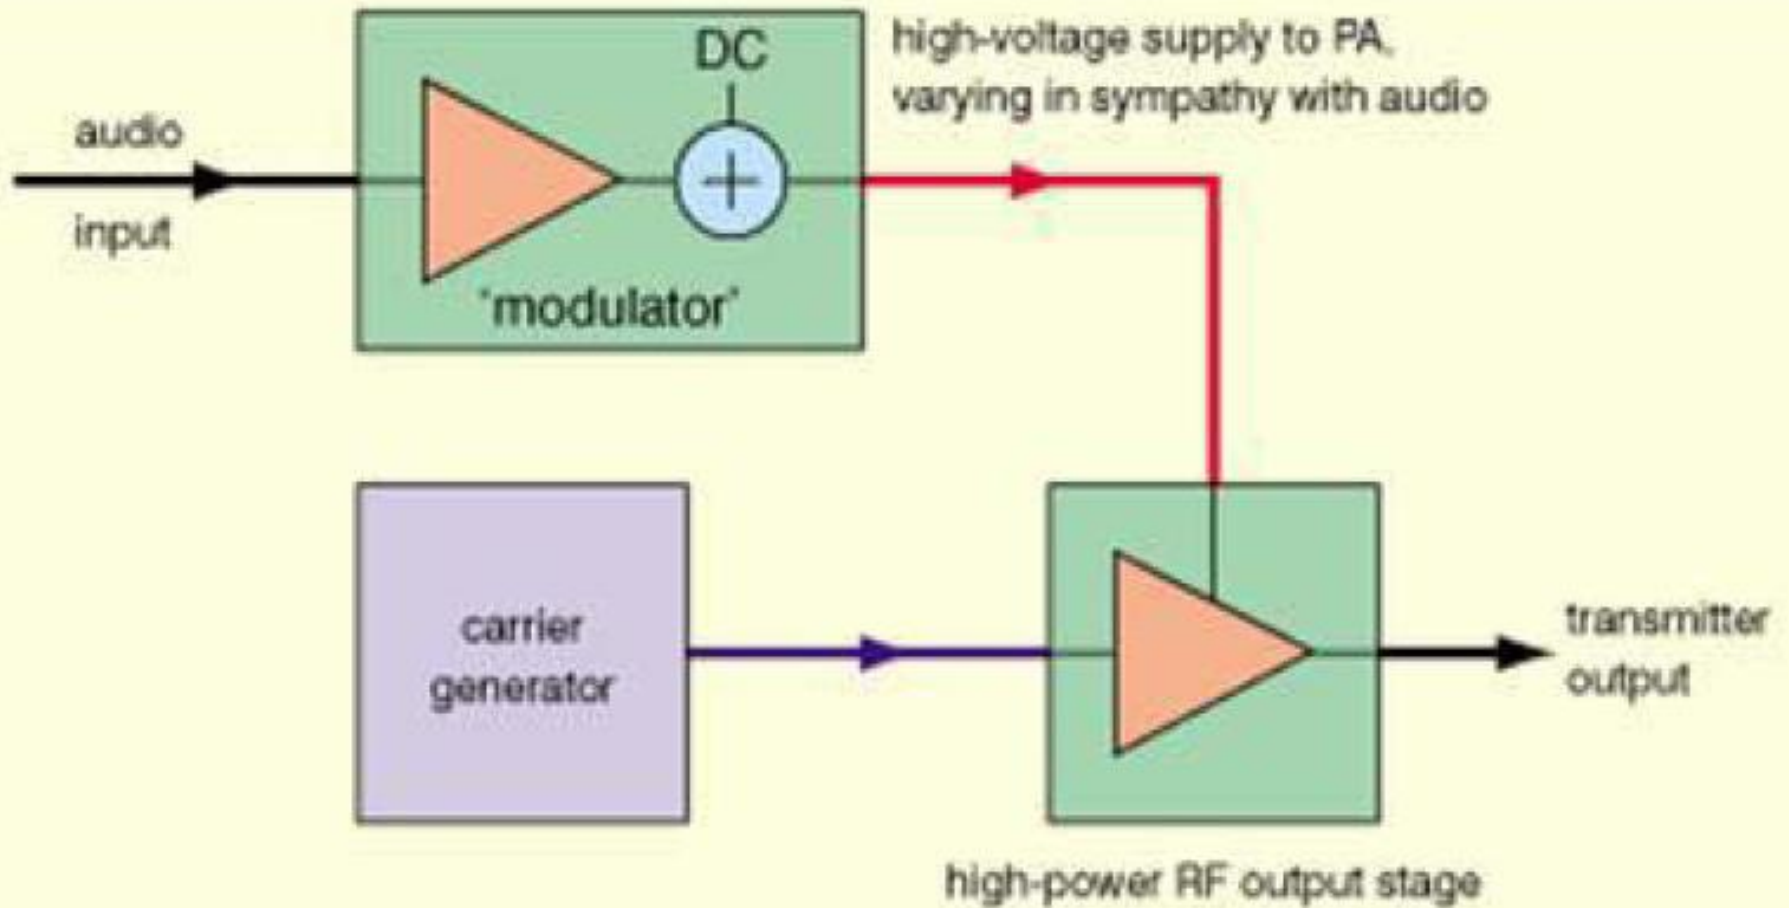 DC
high-voltage supply to PA,
varying in sympathy with audio
audio
input
'modulator'
carrier
generator
transmitter
output
high-power RF output stage